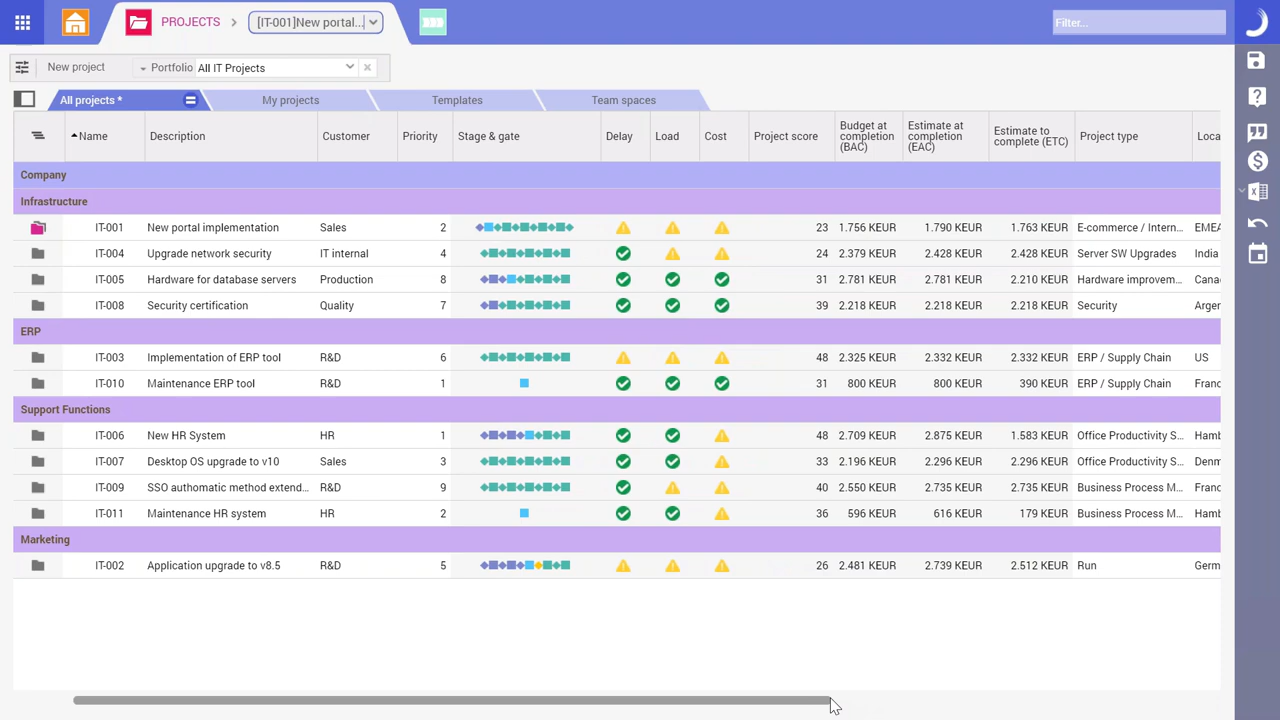 PROJECTS
[IT-001]New portal...
Filter...
New project
Portfolio All IT Projects
All projects * My projects Templates Team spaces
Name Description Customer Priority Stage & gate Delay Load Cost Project score Budget at completion (BAC) Estimate at completion (EAC) Estimate to complete (ETC) Project type Loca
Company
Infrastructure
IT-001 New portal implementation Sales 2 23 1.756 KEUR 1.790 KEUR 1.763 KEUR E-commerce / Intern... EMEA
IT-004 Upgrade network security IT internal 4 24 2.379 KEUR 2.428 KEUR 2.428 KEUR Server SW Upgrades India
IT-005 Hardware for database servers Production 8 31 2.781 KEUR 2.781 KEUR 2.210 KEUR Hardware improvem... Canad
IT-008 Security certification Quality 7 39 2.218 KEUR 2.218 KEUR 2.218 KEUR Security Argen
ERP
IT-003 Implementation of ERP tool R&D 6 48 2.325 KEUR 2.332 KEUR 2.332 KEUR ERP / Supply Chain US
IT-010 Maintenance ERP tool R&D 1 31 800 KEUR 800 KEUR 390 KEUR ERP / Supply Chain Franc
Support Functions
IT-006 New HR System HR 1 48 2.709 KEUR 2.875 KEUR 1.583 KEUR Office Productivity S... Hamb
IT-007 Desktop OS upgrade to v10 Sales 3 33 2.196 KEUR 2.296 KEUR 2.296 KEUR Office Productivity S... Denm
IT-009 SSO authomatic method extend... R&D 9 40 2.550 KEUR 2.735 KEUR 2.735 KEUR Business Process M... Franc
IT-011 Maintenance HR system HR 2 36 596 KEUR 616 KEUR 179 KEUR Business Process M... Hamb
Marketing
IT-002 Application upgrade to v8.5 R&D 5 26 2.481 KEUR 2.739 KEUR 2.512 KEUR Run Germ